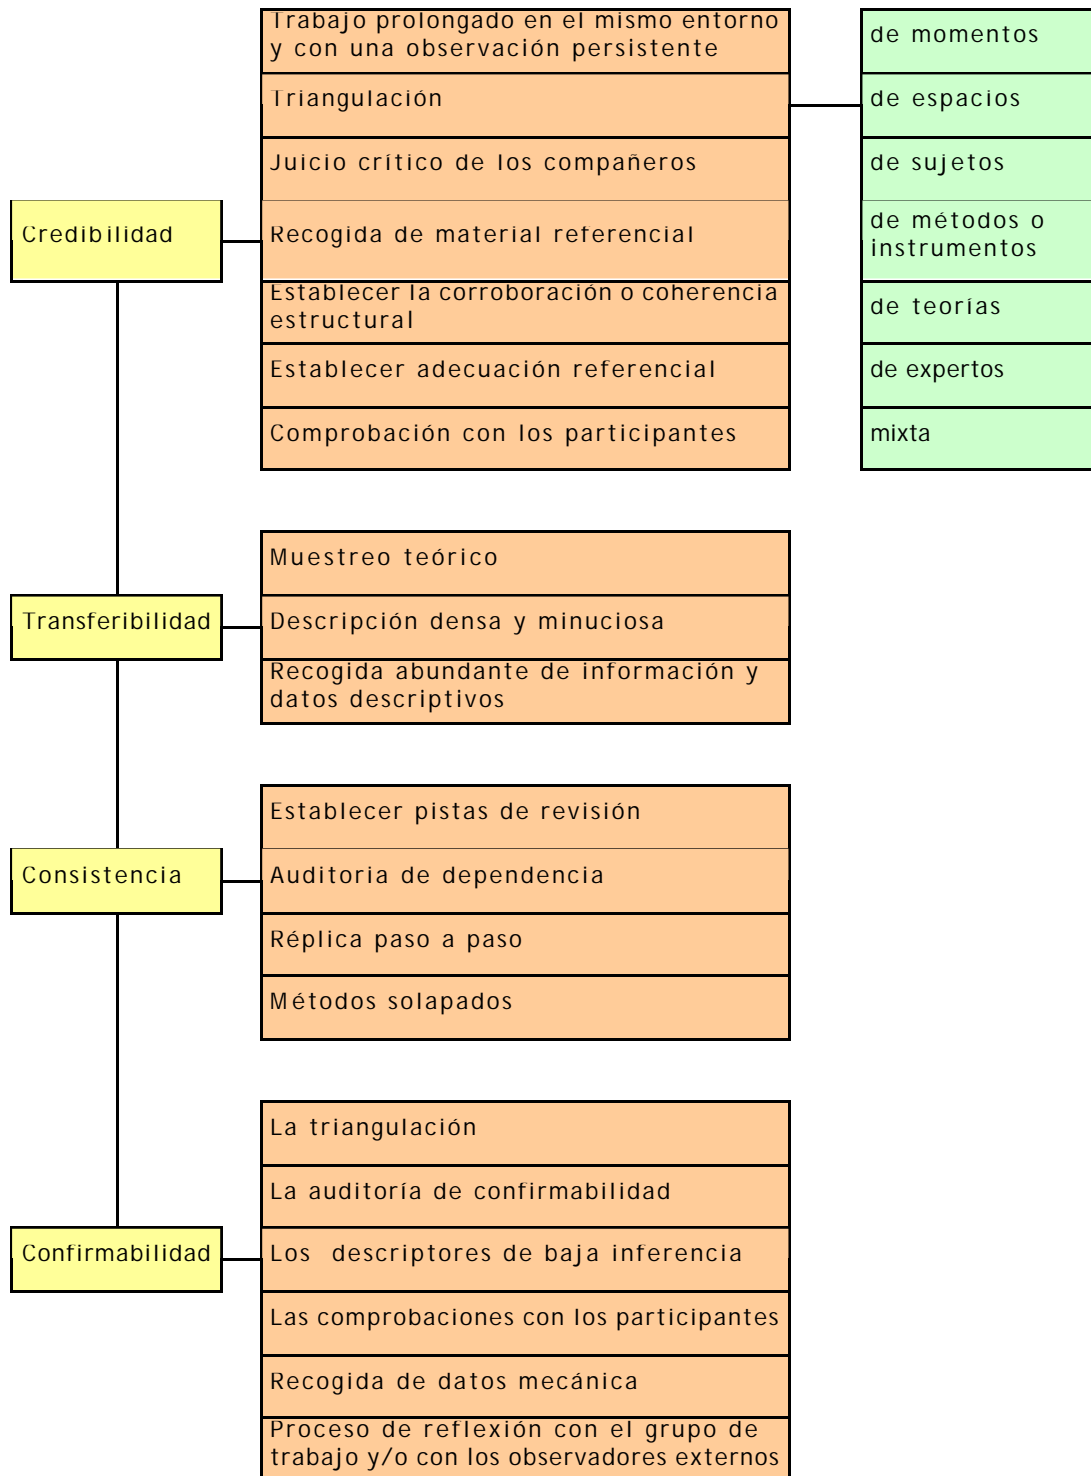 Trabajo prolongado en el mismo entorno
y con una observación persistente
Triangulación
Juicio crítico de los compañeros
Credibilidad
Recogida de material referencial
Establecer la corroboración o coherencia
estructural
Establecer adecuación referencial
Comprobación con los participantes
de momentos
de espacios
de sujetos
de métodos o
instrumentos
de teorías
de expertos
mixta
Muestreo teórico
Transferibilidad
Descripción densa y minuciosa
Recogida abundante de información y
datos descriptivos
Establecer pistas de revisión
Consistencia
Auditoria de dependencia
Réplica paso a paso
Métodos solapados
La triangulación
La auditoría de confirmabilidad
Confirmabilidad
Los descriptores de baja inferencia
Las comprobaciones con los participantes
Recogida de datos mecánica
Proceso de reflexión con el grupo de
trabajo y/o con los observadores externos